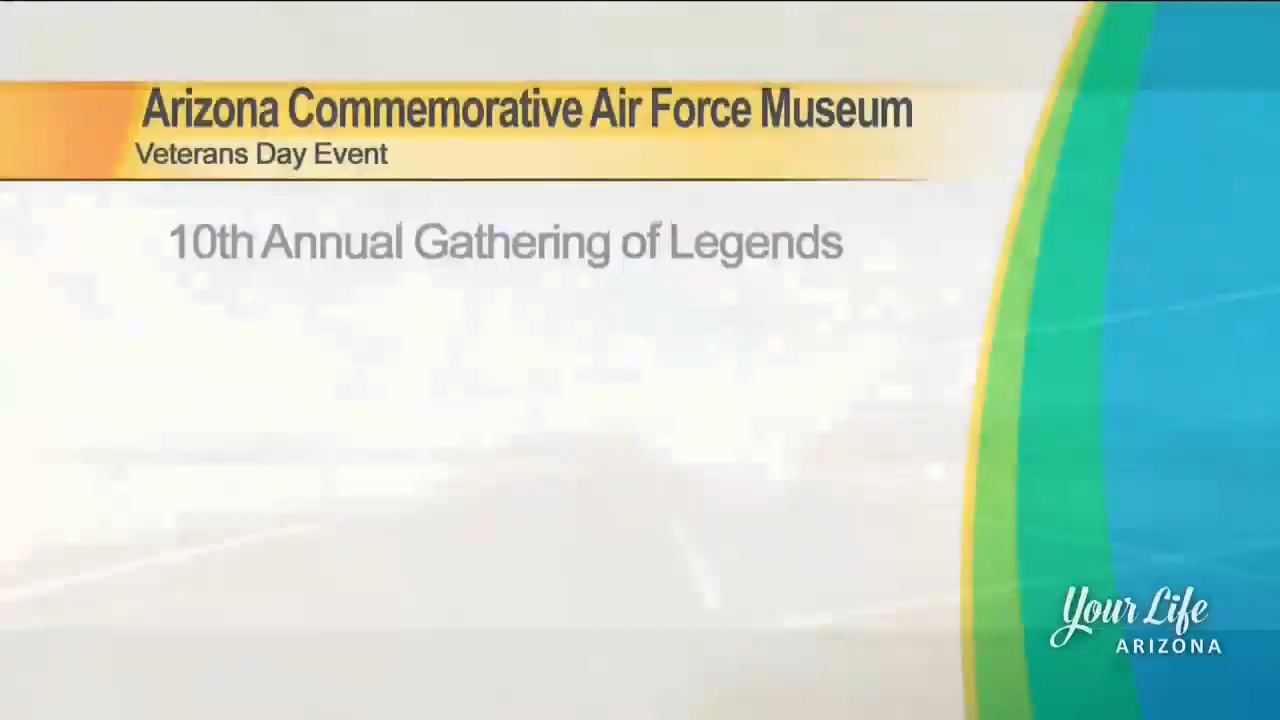 Arizona Commemorative Air Force Museum
Veterans Day Event
10th Annual Gathering of Legends
Your Life
ARIZONA